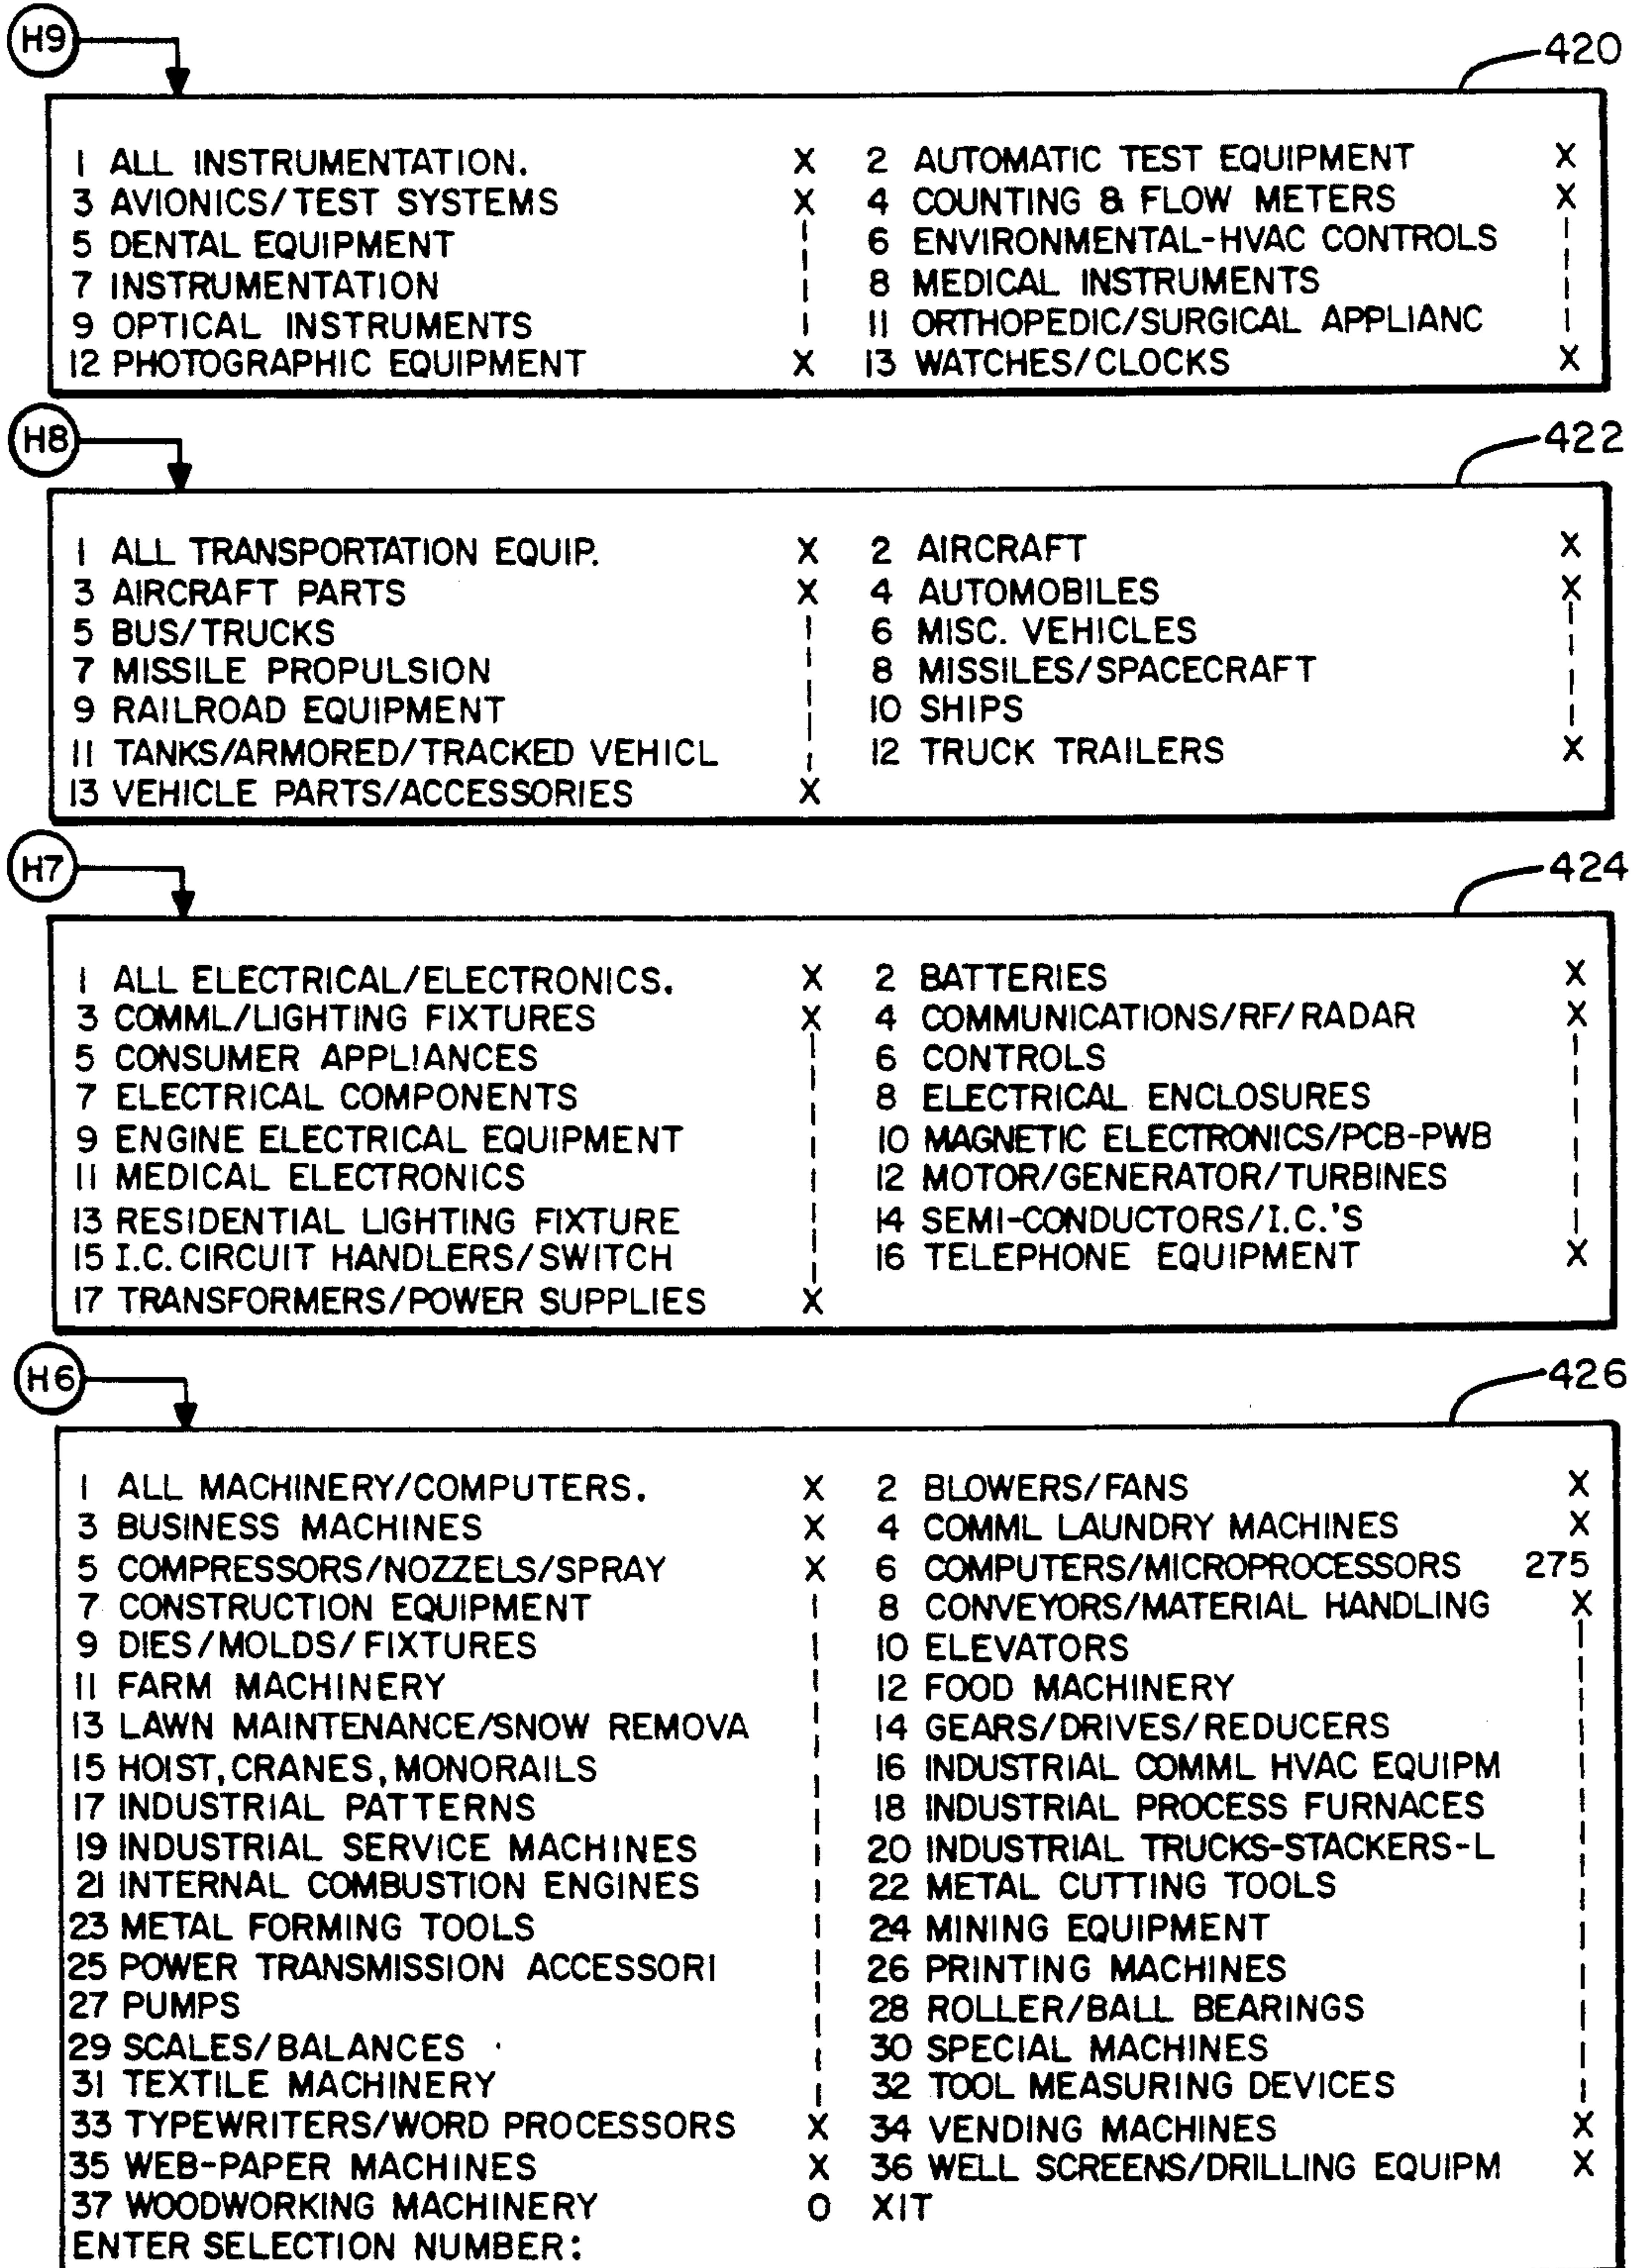 H9
420
1 ALL INSTRUMENTATION. X 2 AUTOMATIC TEST EQUIPMENT X
3 AVIONICS/TEST SYSTEMS X 4 COUNTING & FLOW METERS X
5 DENTAL EQUIPMENT 6 ENVIRONMENTAL-HVAC CONTROLS
7 INSTRUMENTATION 8 MEDICAL INSTRUMENTS
9 OPTICAL INSTRUMENTS 11 ORTHOPEDIC/SURGICAL APPLIANC
12 PHOTOGRAPHIC EQUIPMENT X 13 WATCHES/CLOCKS X
H8
422
1 ALL TRANSPORTATION EQUIP. X 2 AIRCRAFT X
3 AIRCRAFT PARTS X 4 AUTOMOBILES X
5 BUS/TRUCKS 6 MISC. VEHICLES
7 MISSILE PROPULSION 8 MISSILES/SPACECRAFT
9 RAILROAD EQUIPMENT 10 SHIPS
11 TANKS/ARMORED/TRACKED VEHICL 12 TRUCK TRAILERS X
13 VEHICLE PARTS/ACCESSORIES X
H7
424
1 ALL ELECTRICAL/ELECTRONICS. X 2 BATTERIES X
3 COMML/LIGHTING FIXTURES X 4 COMMUNICATIONS/RF/RADAR X
5 CONSUMER APPLIANCES 6 CONTROLS
7 ELECTRICAL COMPONENTS 8 ELECTRICAL ENCLOSURES
9 ENGINE ELECTRICAL EQUIPMENT 10 MAGNETIC ELECTRONICS/PCB-PWB
11 MEDICAL ELECTRONICS 12 MOTOR/GENERATOR/TURBINES
13 RESIDENTIAL LIGHTING FIXTURE 14 SEMI-CONDUCTORS/I.C.'S
15 I.C. CIRCUIT HANDLERS/SWITCH 16 TELEPHONE EQUIPMENT X
17 TRANSFORMERS/POWER SUPPLIES X
H6
426
1 ALL MACHINERY/COMPUTERS. X 2 BLOWERS/FANS X
3 BUSINESS MACHINES X 4 COMML LAUNDRY MACHINES X
5 COMPRESSORS/NOZZELS/SPRAY X 6 COMPUTERS/MICROPROCESSORS 275
7 CONSTRUCTION EQUIPMENT 8 CONVEYORS/MATERIAL HANDLING X
9 DIES/MOLDS/FIXTURES 10 ELEVATORS
11 FARM MACHINERY 12 FOOD MACHINERY
13 LAWN MAINTENANCE/SNOW REMOVA 14 GEARS/DRIVES/REDUCERS
15 HOIST, CRANES, MONORAILS 16 INDUSTRIAL COMML HVAC EQUIPM
17 INDUSTRIAL PATTERNS 18 INDUSTRIAL PROCESS FURNACES
19 INDUSTRIAL SERVICE MACHINES 20 INDUSTRIAL TRUCKS-STACKERS-L
21 INTERNAL COMBUSTION ENGINES 22 METAL CUTTING TOOLS
23 METAL FORMING TOOLS 24 MINING EQUIPMENT
25 POWER TRANSMISSION ACCESSORI 26 PRINTING MACHINES
27 PUMPS 28 ROLLER/BALL BEARINGS
29 SCALES/BALANCES 30 SPECIAL MACHINES
31 TEXTILE MACHINERY 32 TOOL MEASURING DEVICES
33 TYPEWRITERS/WORD PROCESSORS X 34 VENDING MACHINES X
35 WEB-PAPER MACHINES X 36 WELL SCREENS/DRILLING EQUIPM X
37 WOODWORKING MACHINERY 0 XIT
ENTER SELECTION NUMBER: